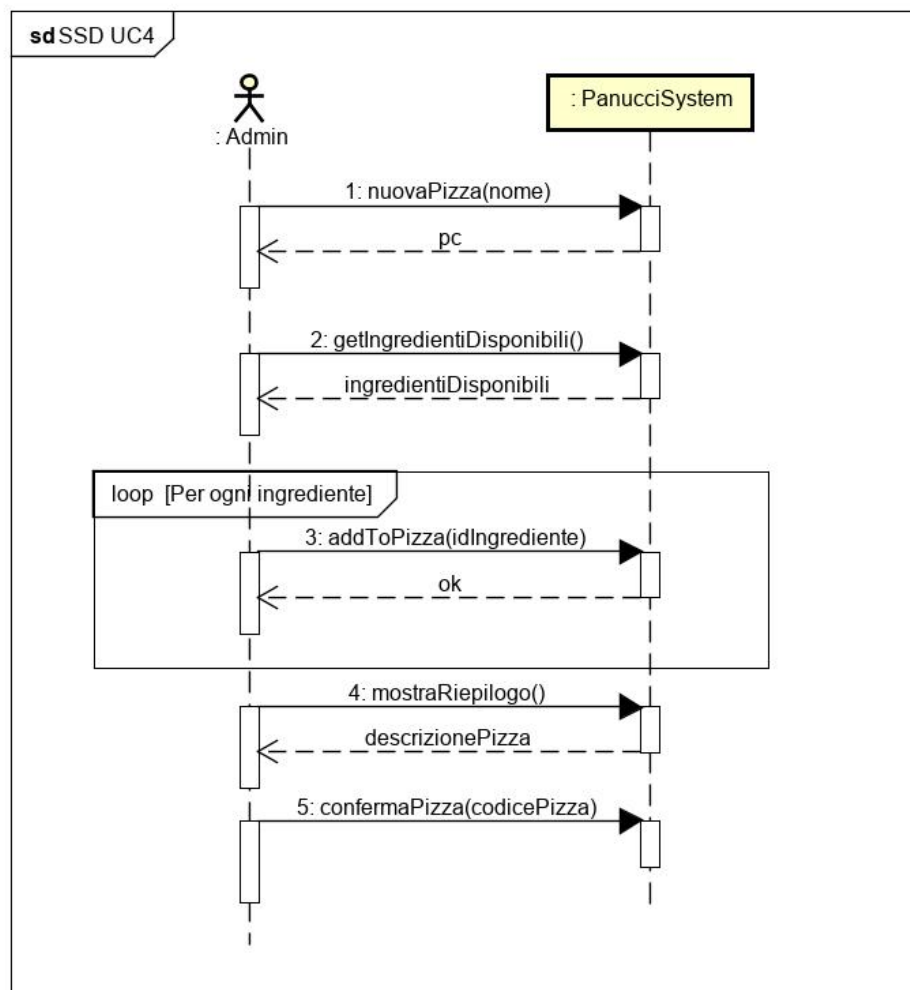 sd SSD UC4
: Admin
: PanucciSystem
1: nuovaPizza(nome)
pc
2: getIngredientiDisponibili()
ingredientiDisponibili
loop [Per ogni ingrediente]
3: addToPizza(idIngrediente)
ok
4: mostraRiepilogo()
descrizionePizza
5: confermaPizza(codicePizza)